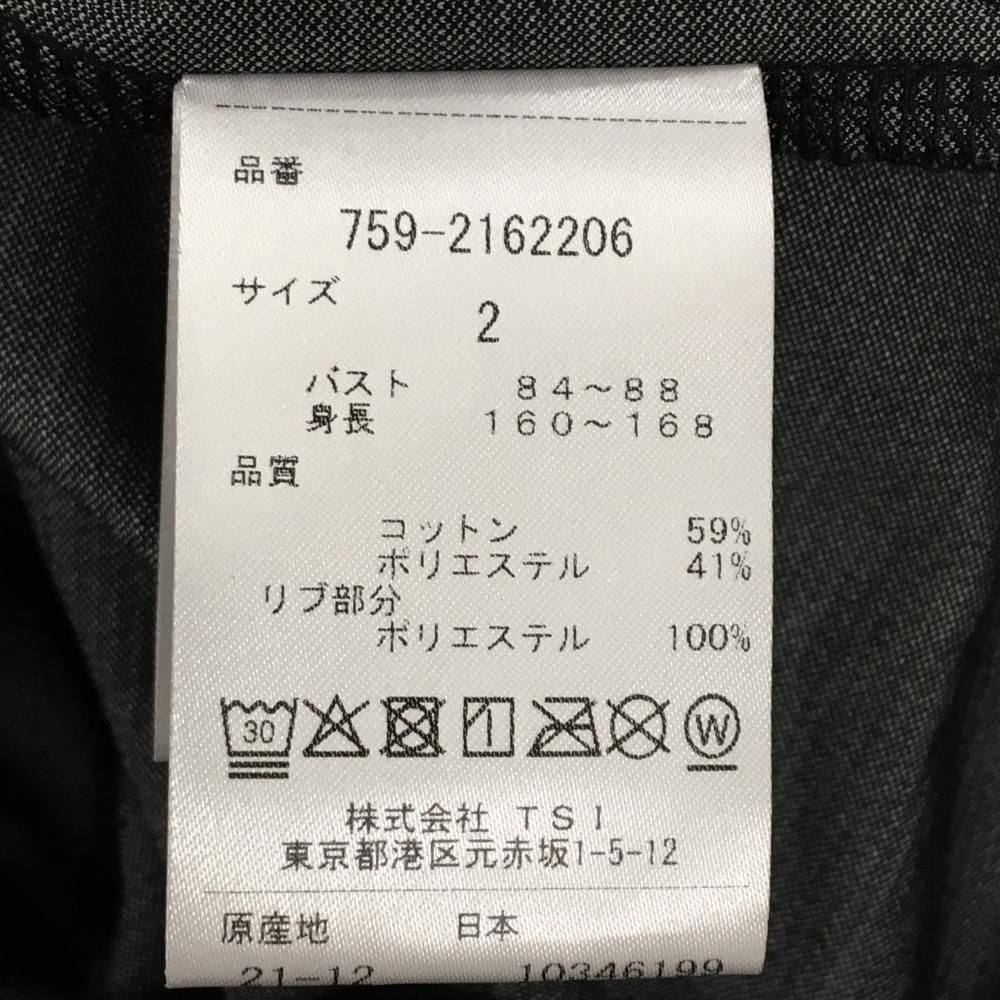 品番
759-2162206
サイズ
2
バスト 84～88
身長 160～168
品質
コットン 59%
ポリエステル 41%
リブ部分
ポリエステル 100%
30 W
株式会社 TSI
東京都港区元赤坂1-5-12
原産地 日本
21-12 10346199